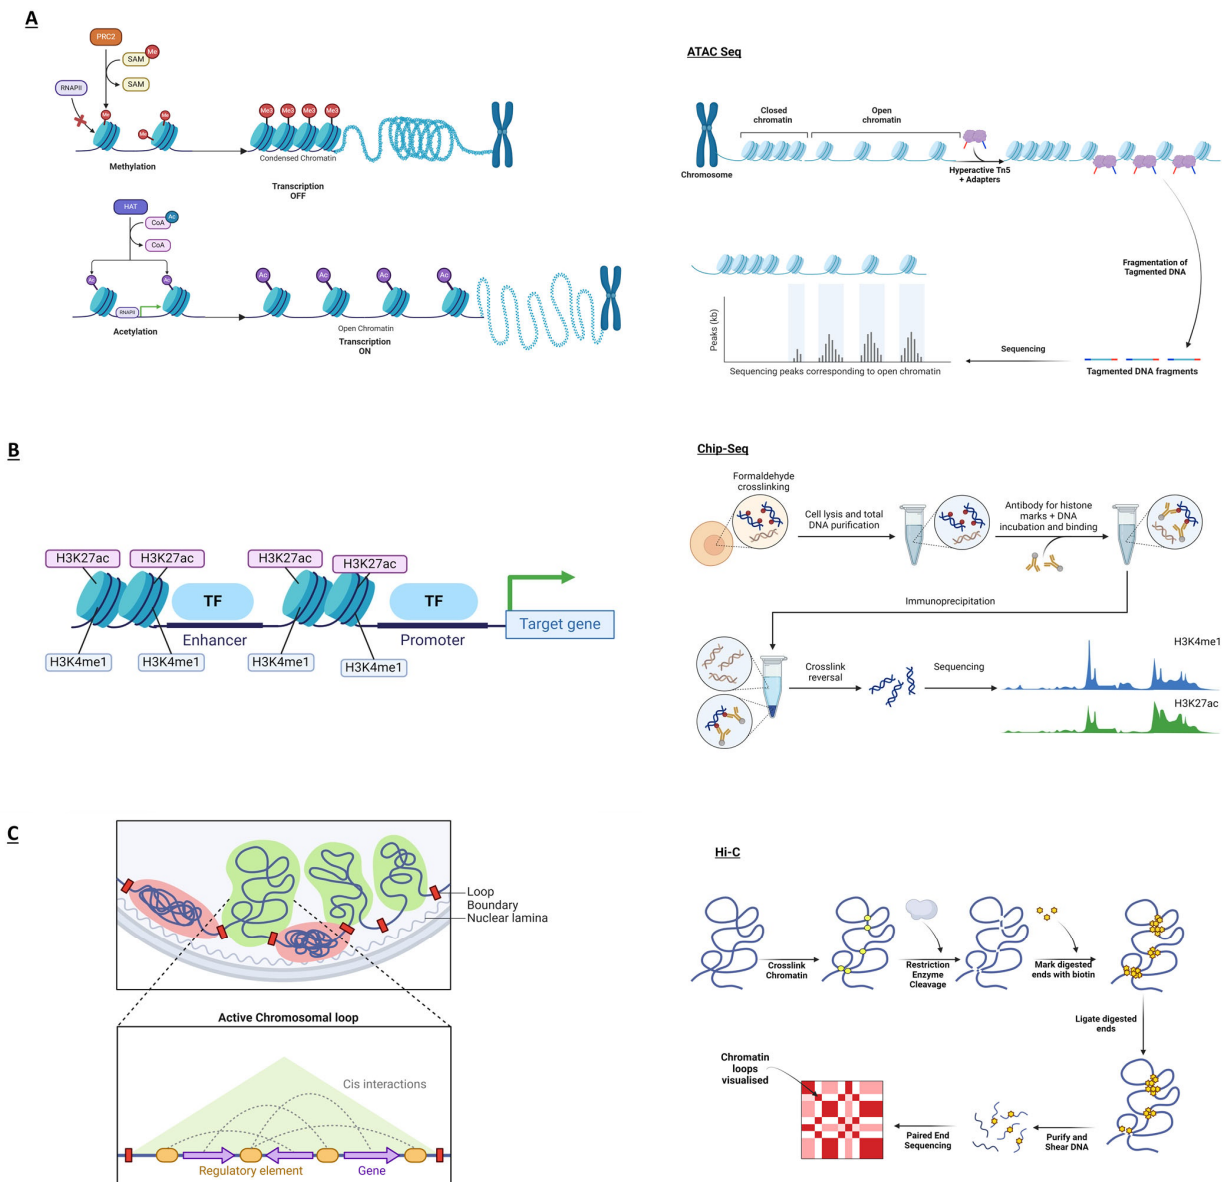 A
PRC2
SAM
Me
SAM
RNAPII
Me
Me
Me
Methylation
Me3
Me3
Me3
Me3
Condensed Chromatin
Transcription
OFF
HAT
CoA
Ac
CoA
Ac
Ac
RNAPII
Acetylation
Ac
Ac
Ac
Ac
Open Chromatin
Transcription
ON
ATAC Seq
Closed
chromatin
Open
chromatin
Chromosome
Hyperactive Tn5
+ Adapters
Fragmentation of
Tagmented DNA
Peaks (kb)
Sequencing peaks corresponding to open chromatin
Sequencing
Tagmented DNA fragments
B
H3K27ac
H3K27ac
H3K27ac
H3K27ac
TF
TF
Enhancer
Promoter
Target gene
H3K4me1
H3K4me1
H3K4me1
H3K4me1
Chip-Seq
Formaldehyde
crosslinking
Cell lysis and total
DNA purification
Antibody for histone
marks + DNA
incubation and binding
Immunoprecipitation
Crosslink
reversal
Sequencing
H3K4me1
H3K27ac
C
Loop
Boundary
Nuclear lamina
Active Chromosomal loop
Cis interactions
Regulatory element
Gene
Hi-C
Crosslink
Chromatin
Restriction
Enzyme
Cleavage
Mark digested
ends with biotin
Ligate digested
ends
Chromatin
loops
visualised
Paired End
Sequencing
Purify and
Shear DNA